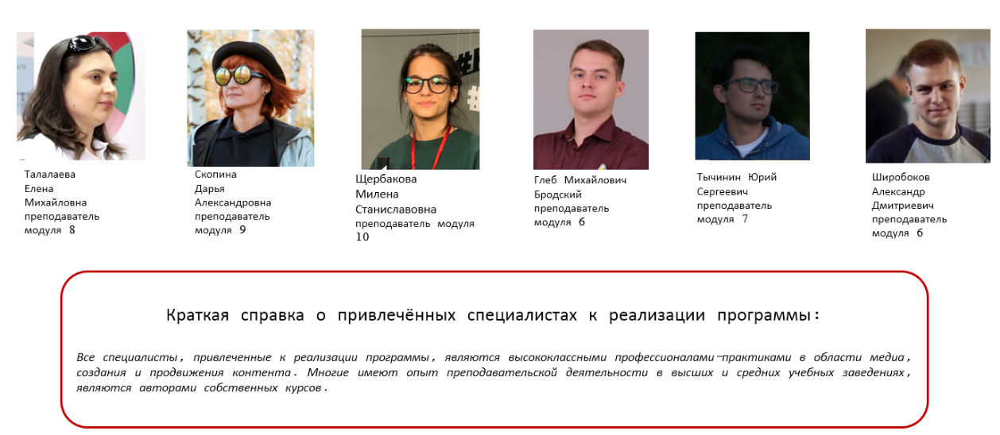 Талалаева
Елена
Михайловна
преподаватель
модуля 8
Скопина
Дарья
Александровна
преподаватель
модуля 9
Щербакова
Милена
Станиславовна
преподаватель модуля
10
Глеб Михайлович
Бродский
преподаватель
модуля 6
Тычинин Юрий
Сергеевич
преподаватель
модуля 7
Широбоков
Александр
Дмитриевич
преподаватель
модуля 6
Краткая справка о привлечённых специалистах к реализации программы:
Все специалисты, привлеченные к реализации программы, являются высококлассными профессионалами-практиками в области медиа,
создания и продвижения контента. Многие имеют опыт преподавательской деятельности в высших и средних учебных заведениях,
являются авторами собственных курсов.